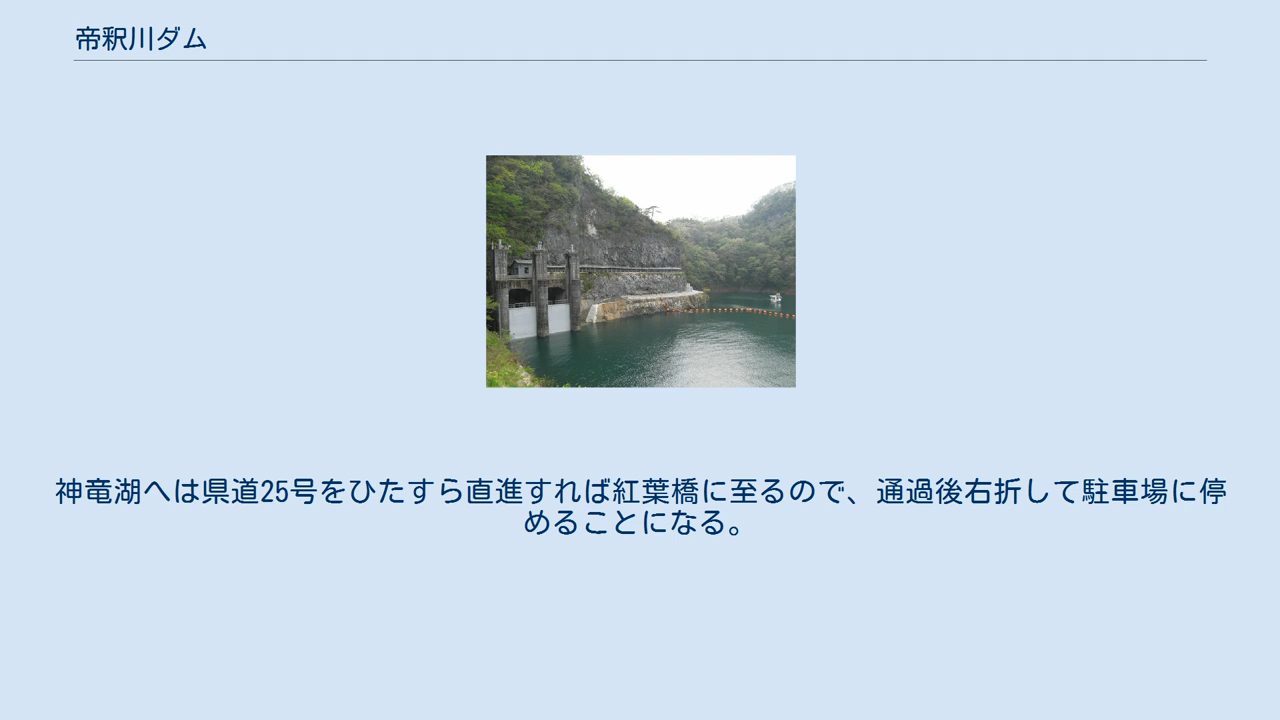 帝釈川ダム
神竜湖へは県道25号をひたすら直進すれば紅葉橋に至るので、通過後右折して駐車場に停
めることになる。